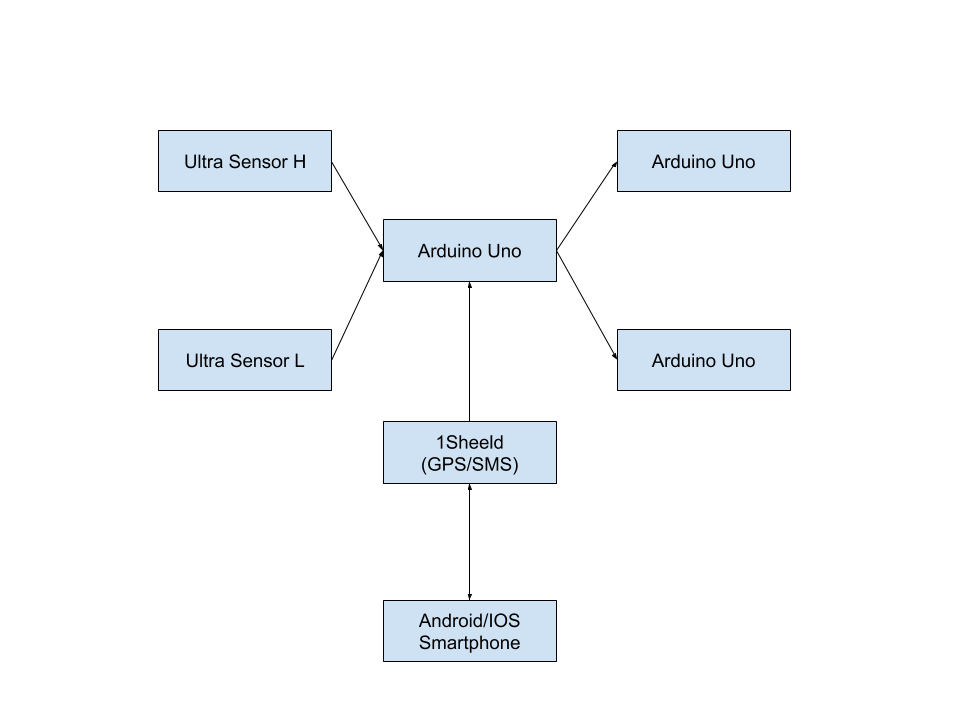 Ultra Sensor H
Arduino Uno
Arduino Uno
Ultra Sensor L
Arduino Uno
1Sheeld
(GPS/SMS)
Android/IOS
Smartphone